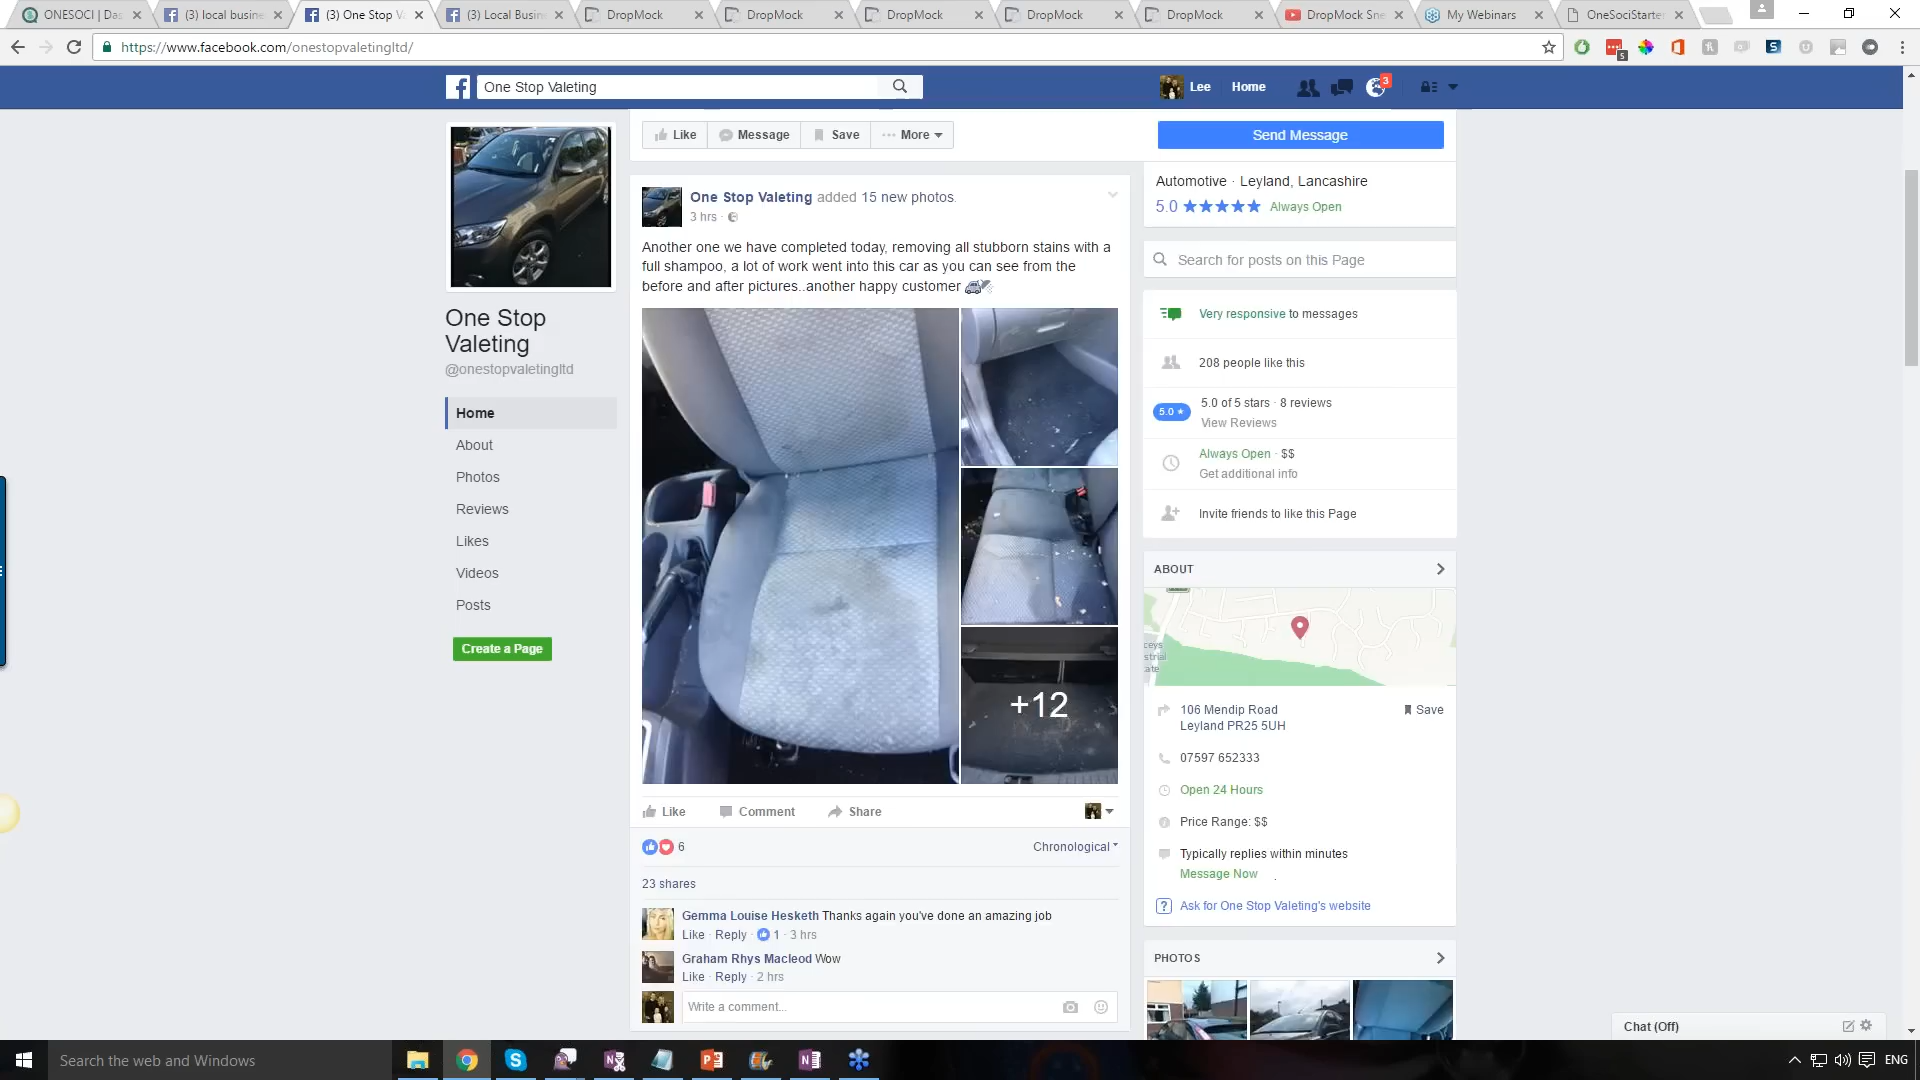 ONESOCI | Das
(3) local busine
(3) One Stop V
(3) Local Busin
DropMock
DropMock
DropMock
DropMock
DropMock
DropMock Sne
My Webinars
OneSociStarte
https://www.facebook.com/onestopvaletingltd/
5
One Stop Valeting
Lee
Home
3
Like
Message
Save
More
Send Message
One Stop Valeting
@onestopvaletingltd
Home
About
Photos
Reviews
Likes
Videos
Posts
Create a Page
One Stop Valeting added 15 new photos.
3 hrs ·
Another one we have completed today, removing all stubborn stains with a
full shampoo, a lot of work went into this car as you can see from the
before and after pictures..another happy customer
+12
Like
Comment
Share
6
Chronological
23 shares
Gemma Louise Hesketh Thanks again you've done an amazing job
Like · Reply · 1 · 3 hrs
Graham Rhys Macleod Wow
Like · Reply · 2 hrs
Write a comment...
Automotive · Leyland, Lancashire
5.0 ★★★★★ Always Open
Search for posts on this Page
Very responsive to messages
208 people like this
5.0 ★
5.0 of 5 stars · 8 reviews
View Reviews
Always Open · $$
Get additional info
Invite friends to like this Page
ABOUT
ceys
strial
ate
106 Mendip Road
Leyland PR25 5UH
Save
07597 652333
Open 24 Hours
Price Range: $$
Typically replies within minutes
Message Now
Ask for One Stop Valeting's website
PHOTOS
Chat (Off)
Search the web and Windows
ENG